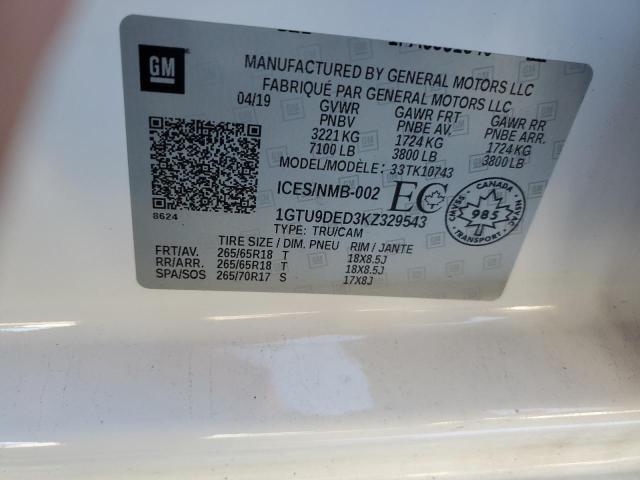 GM
MANUFACTURED BY GENERAL MOTORS LLC
FABRIQUÉ PAR GENERAL MOTORS LLC
04/19 GVWR GAWR FRT GAWR RR
PNBV PNBE AV. PNBE ARR.
3221 KG 1724 KG 1724 KG
7100 LB 3800 LB 3800 LB
MODEL/MODÈLE: 33TK10743
8624
ICES/NMB-002 EC
CANADA
CMVSS NSVAC
985
TRANSPORT
1GTU9DED3KZ329543
TYPE: TRU/CAM
TIRE SIZE / DIM. PNEU RIM / JANTE
FRT/AV. 265/65R18 T 18X8.5J
RR/ARR. 265/65R18 T 18X8.5J
SPA/SOS 265/70R17 S 17X8J